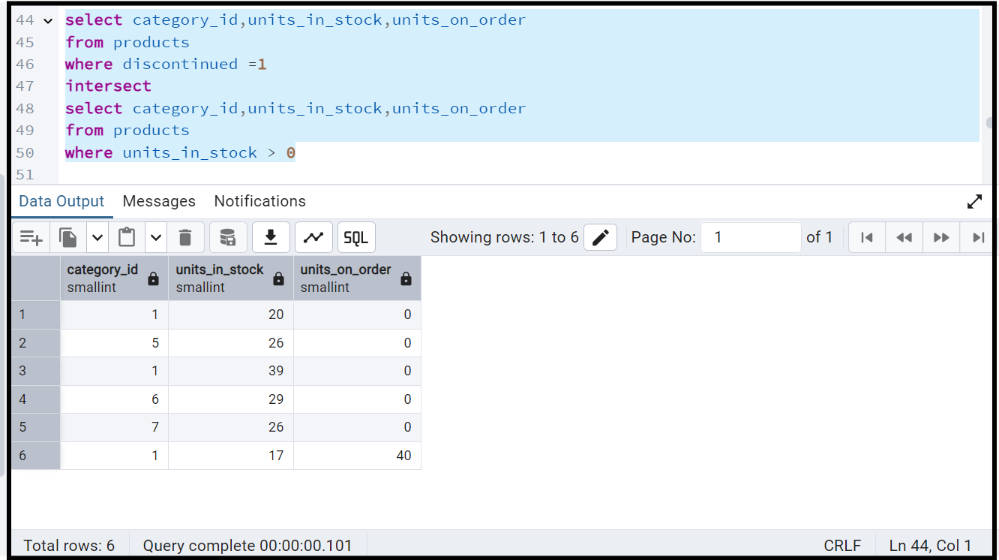 44 select category_id,units_in_stock,units_on_order
45 from products
46 where discontinued =1
47 intersect
48 select category_id,units_in_stock,units_on_order
49 from products
50 where units_in_stock > 0
51
Data Output Messages Notifications
SQL Showing rows: 1 to 6 Page No: 1 of 1
category_id units_in_stock units_on_order
smallint smallint smallint
1 1 20 0
2 5 26 0
3 1 39 0
4 6 29 0
5 7 26 0
6 1 17 40
Total rows: 6 Query complete 00:00:00.101 CRLF Ln 44, Col 1